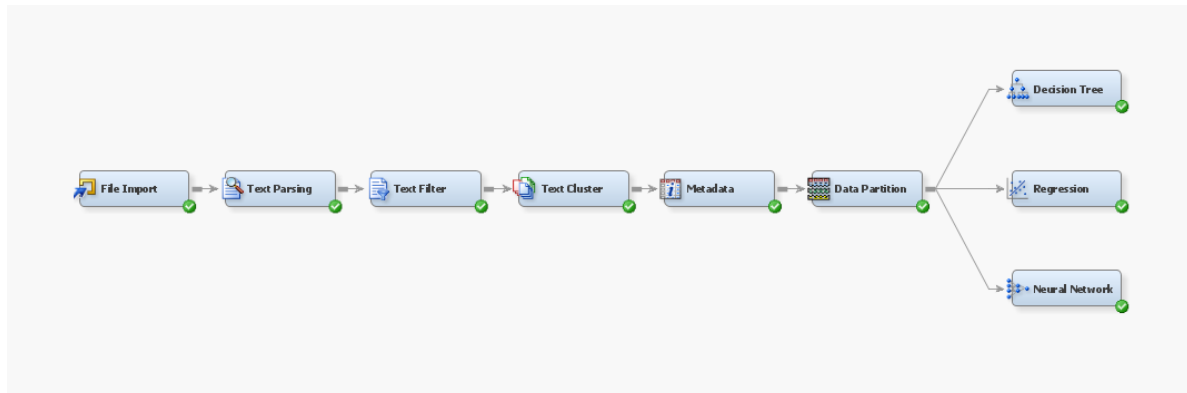 File Import
Text Parsing
Text Filter
Text Cluster
Metadata
Data Partition
Decision Tree
Regression
Neural Network